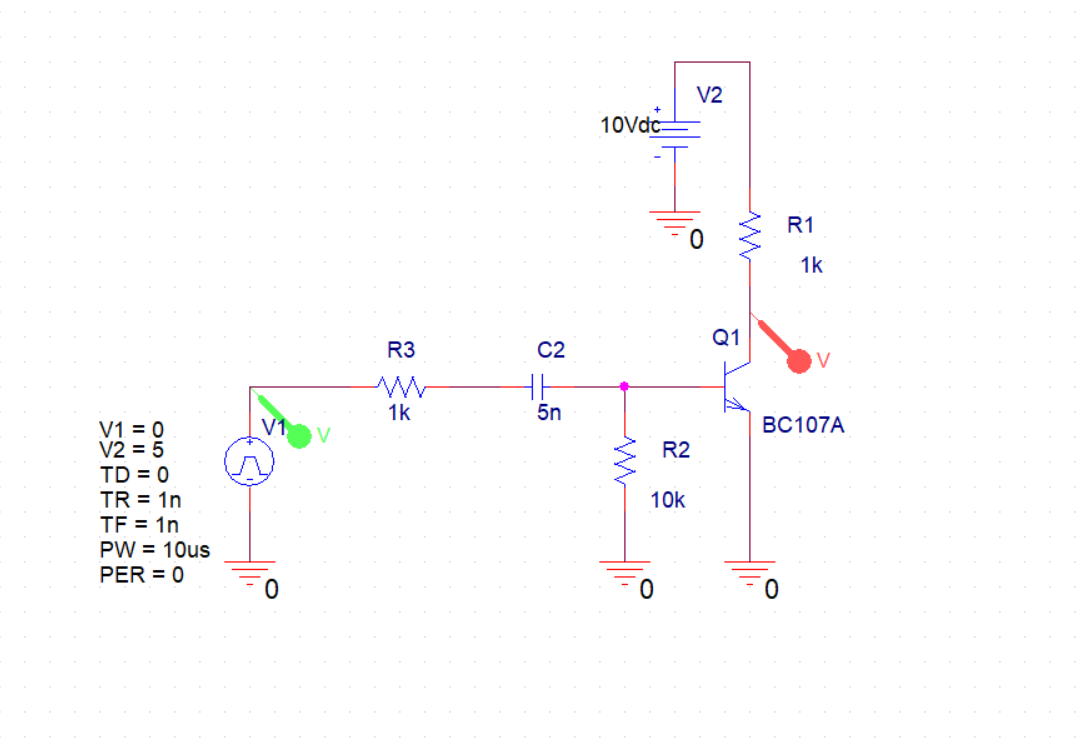 V2
+
10Vdc
-
0
R1
1k
Q1
V
BC107A
R3
1k
C2
5n
V1
+
-
V
V1 = 0
V2 = 5
TD = 0
TR = 1n
TF = 1n
PW = 10us
PER = 0
0
R2
10k
0
0